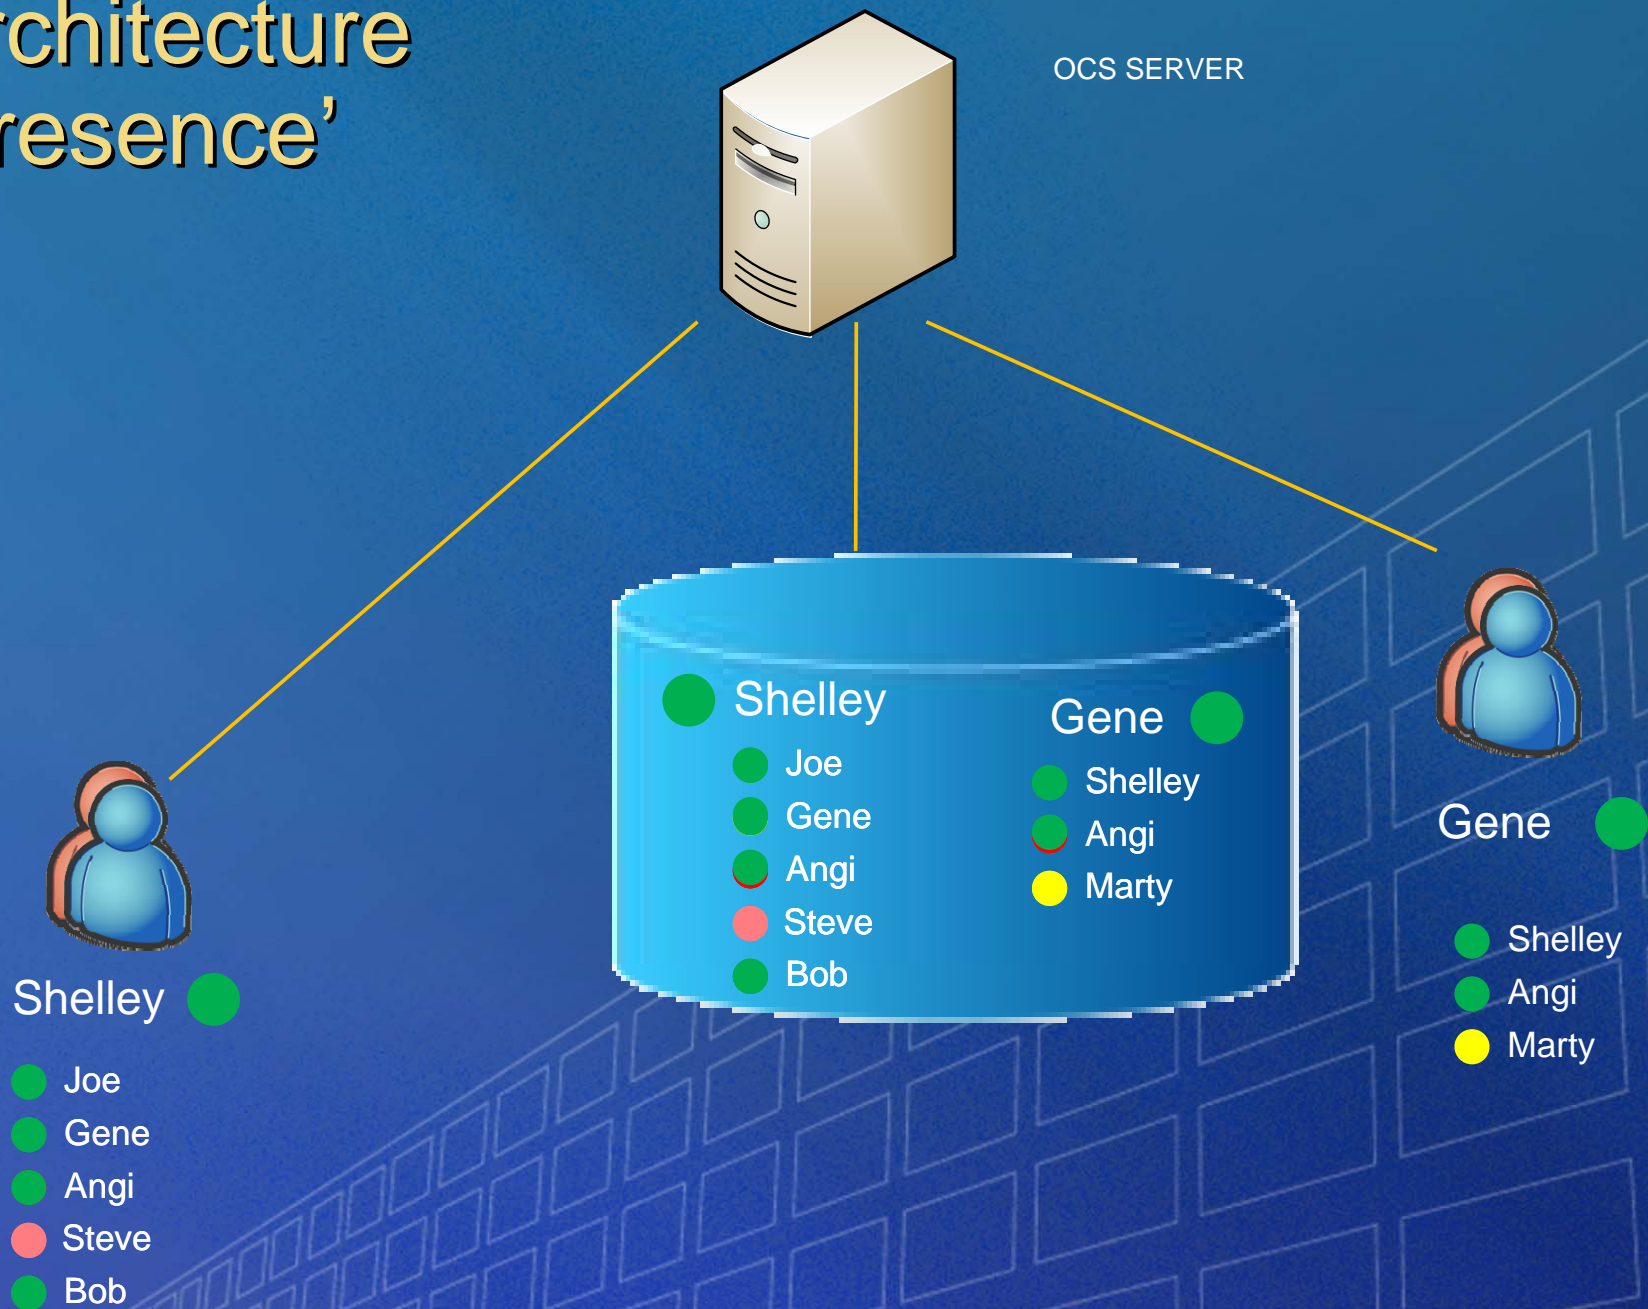 rchitecture
resence’
OCS SERVER
Shelley
Joe
Gene
Angi
Steve
Bob
Gene
Shelley
Angi
Marty
Gene
Shelley
Angi
Marty
Shelley
Joe
Gene
Angi
Steve
Bob